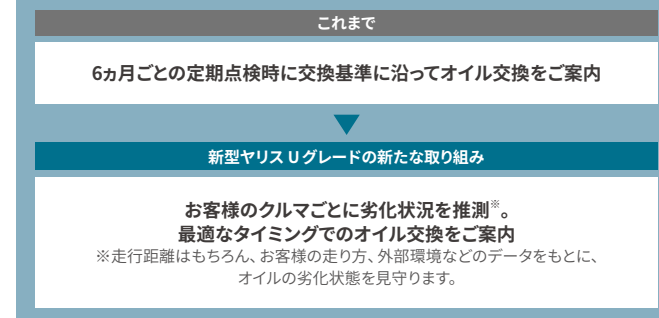 これまで
6ヵ月ごとの定期点検時に交換基準に沿ってオイル交換をご案内
新型ヤリス U グレードの新たな取り組み
お客様のクルマごとに劣化状況を推測※。
最適なタイミングでのオイル交換をご案内
※走行距離はもちろん、お客様の走り方、外部環境などのデータをもとに、
オイルの劣化状態を見守ります。